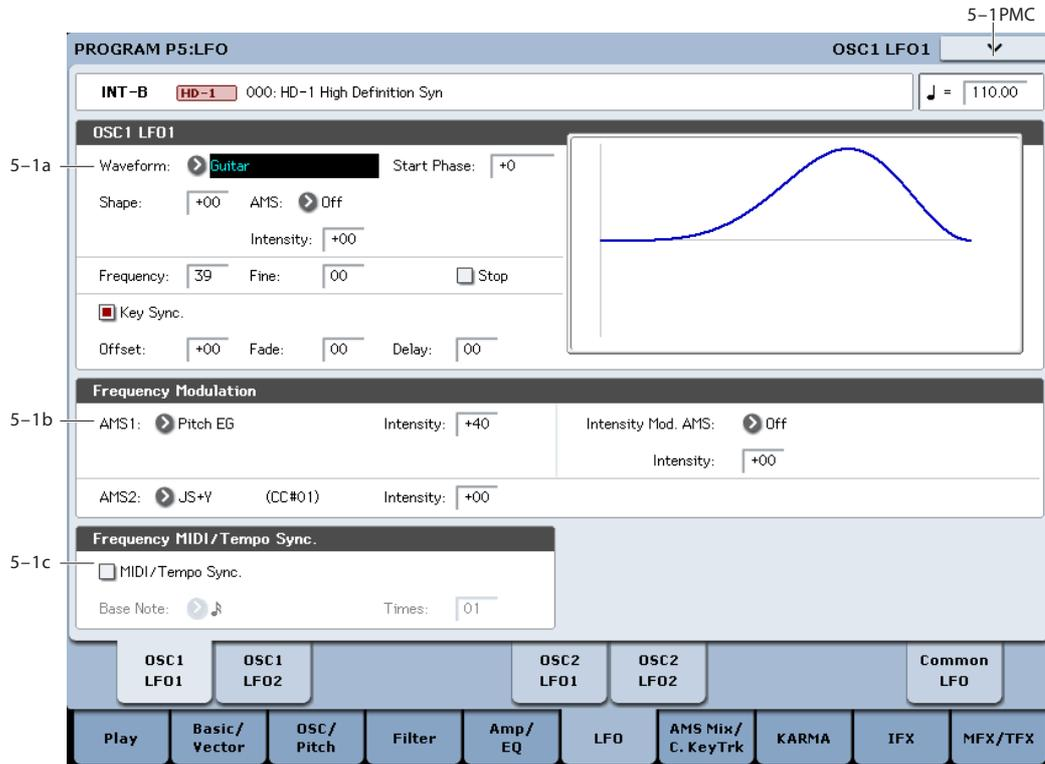 5-1PMC
PROGRAM P5:LFO OSC1 LFO1
INT-B HD-1 000: HD-1 High Definition Syn ♩ = 110.00
OSC1 LFO1
5-1a Waveform: Guitar Start Phase: +0
Shape: +00 AMS: Off
Intensity: +00
Frequency: 39 Fine: 00 Stop
Key Sync.
Offset: +00 Fade: 00 Delay: 00
Frequency Modulation
5-1b AMS1: Pitch EG Intensity: +40 Intensity Mod. AMS: Off
Intensity: +00
AMS2: JS+Y (CC#01) Intensity: +00
Frequency MIDI/Tempo Sync.
5-1c MIDI/Tempo Sync.
Base Note: ♪ Times: 01
OSC1 OSC1 OSC2 OSC2 Common
LFO1 LFO2 LFO1 LFO2 LFO
Play Basic/ OSC/ Filter Amp/ LFO AMS Mix/ KARMA IFX MFX/TFX
Vector Pitch EQ C. KeyTrk